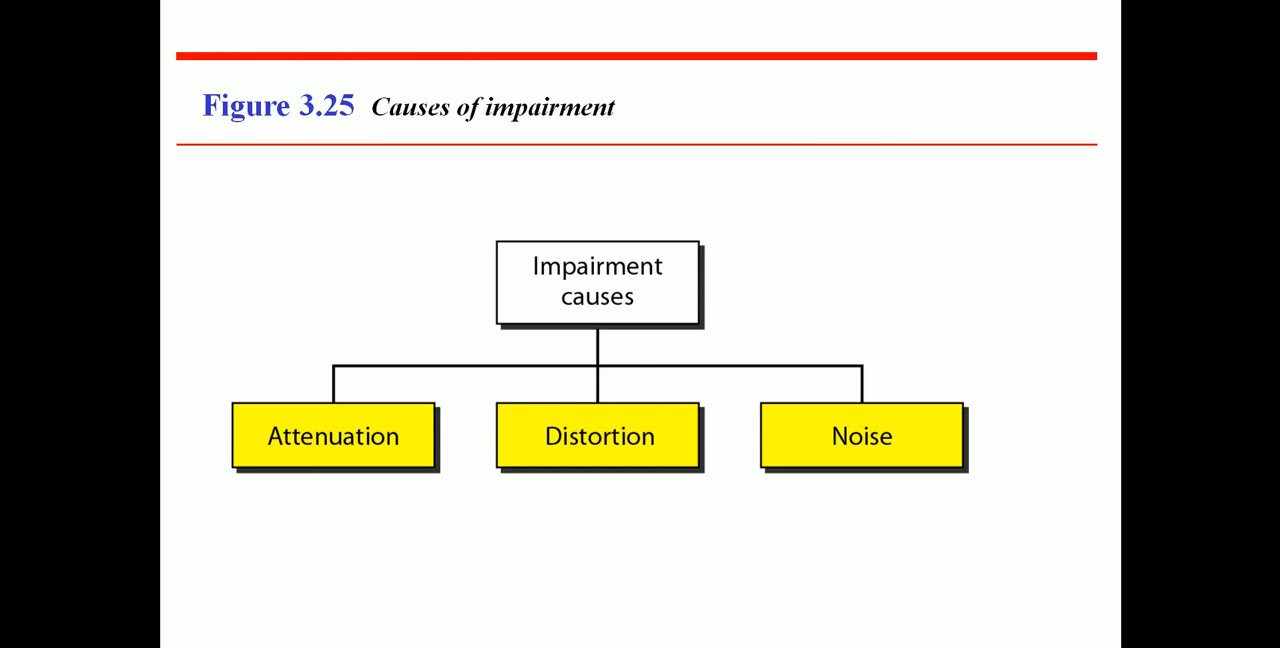 Figure 3.25 Causes of impairment
Impairment
causes
Attenuation
Distortion
Noise